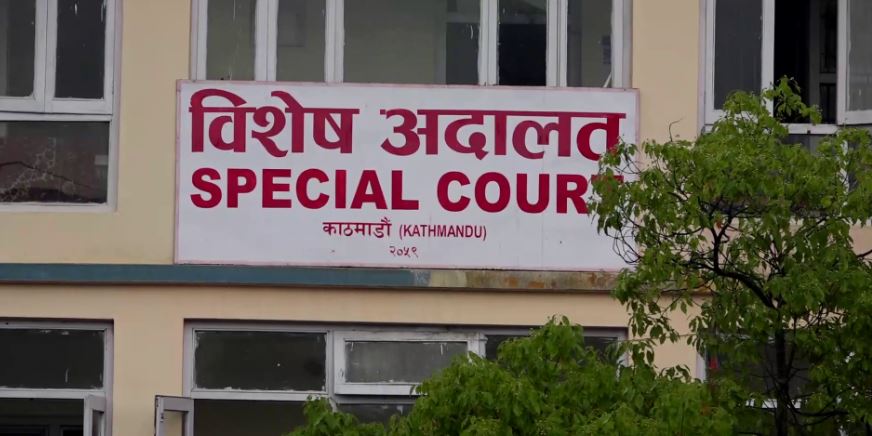 विशेष अदालत
SPECIAL COURT
काठमाडौं (KATHMANDU)
२०५९